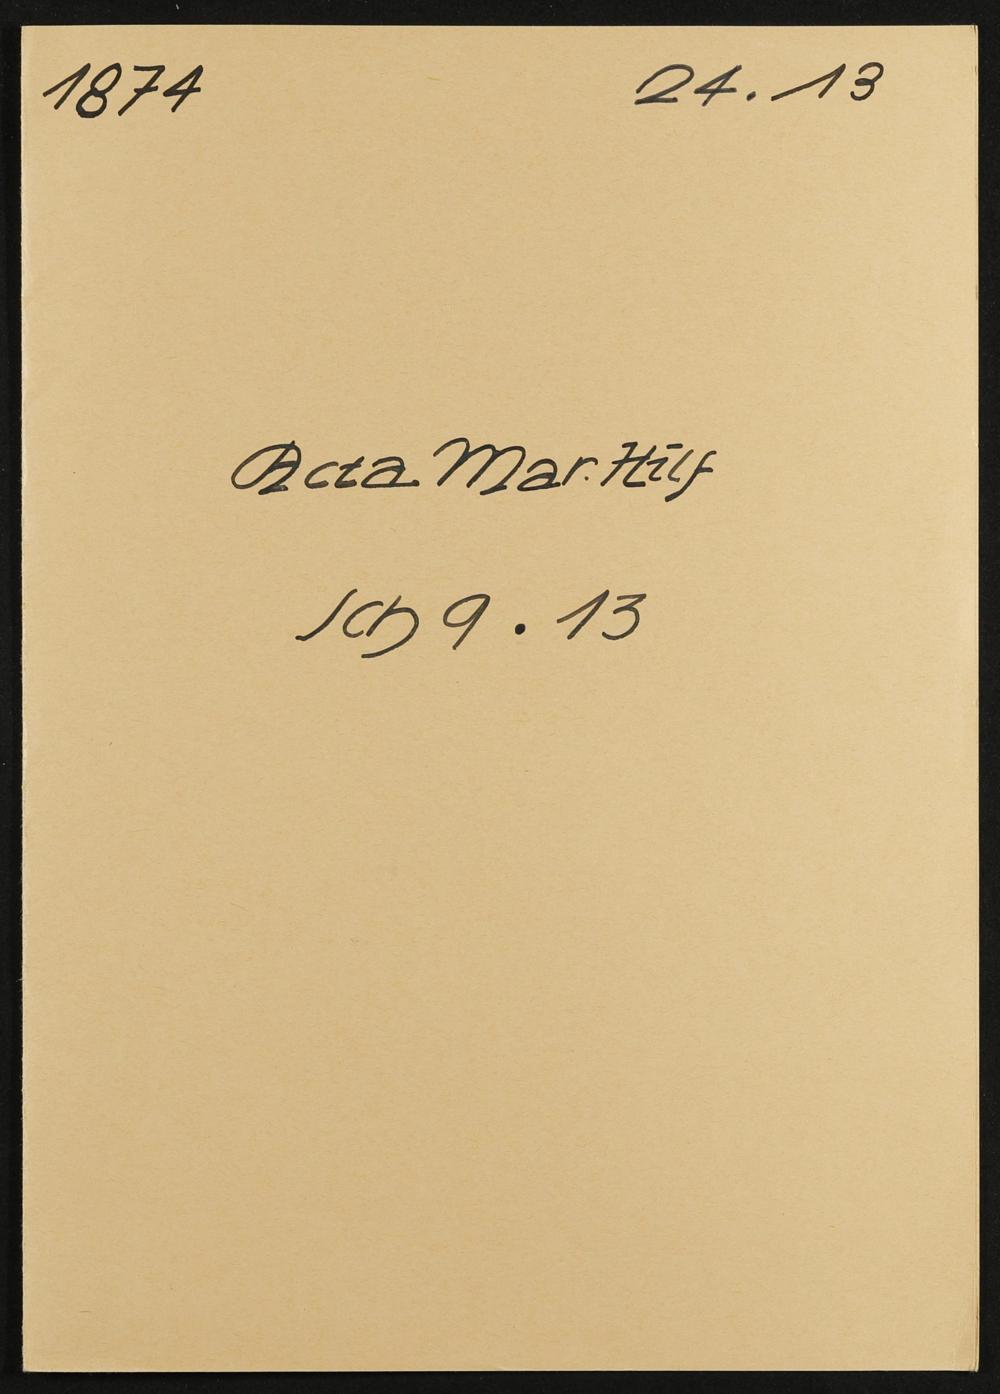 1874 24.13
Acta Mar. Hilf
Sch 9.13